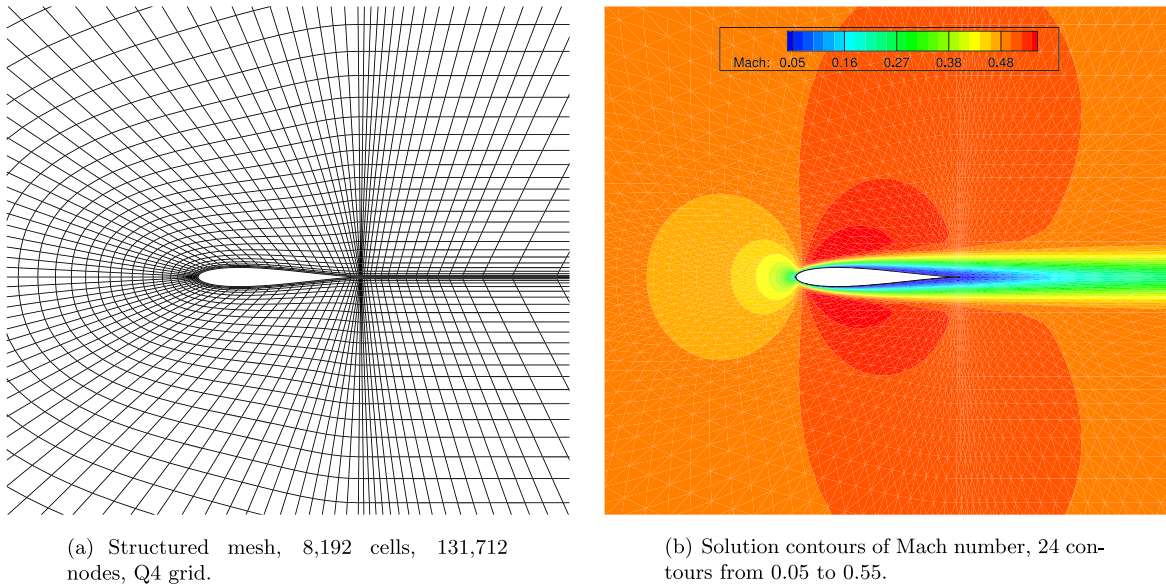 Mach: 0.05 0.16 0.27 0.38 0.48
(a) Structured mesh, 8,192 cells, 131,712
nodes, Q4 grid.
(b) Solution contours of Mach number, 24 con-
tours from 0.05 to 0.55.